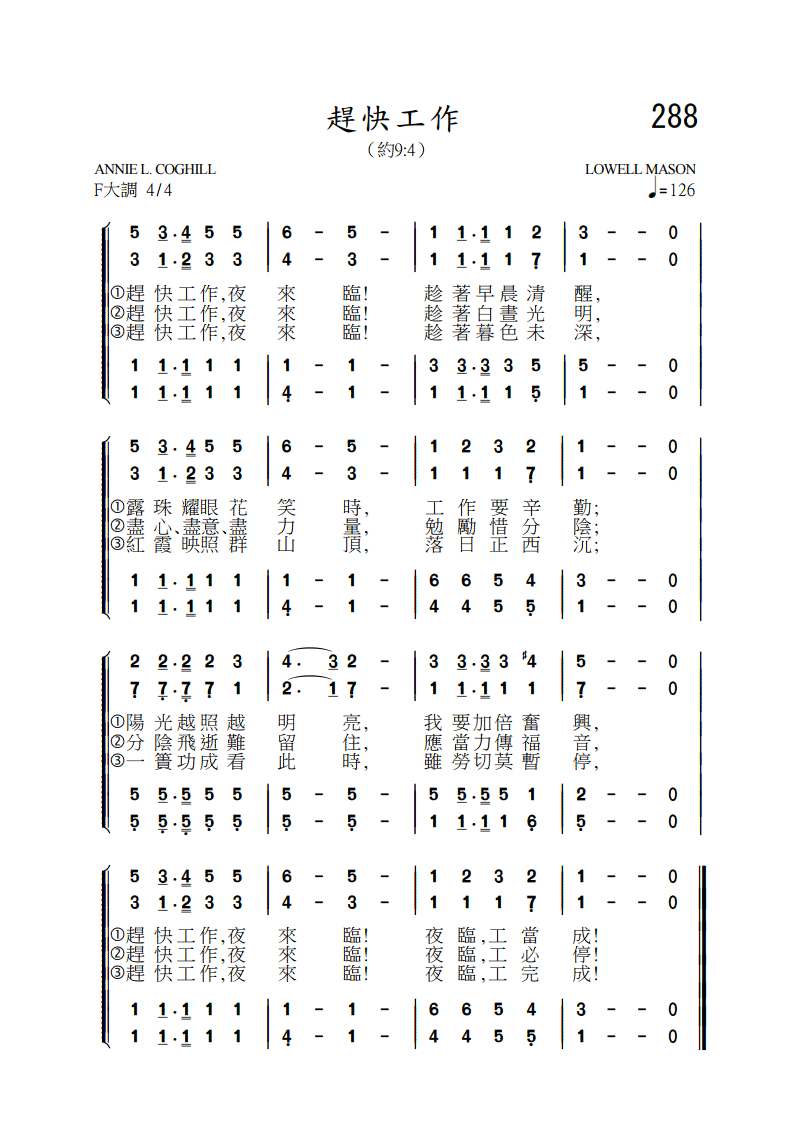 趕快工作
288
（約9:4）
ANNIE L. COGHILL
LOWELL MASON
F大調 4/4
♩=126
5 3·4 5 5 | 6 - 5 - | 1 1·1 1 2 | 3 - - 0
3 1·2 3 3 | 4 - 3 - | 1 1·1 1 7 | 1 - - 0
①趕快工作,夜來臨! 趁著早晨清醒,
②趕快工作,夜來臨! 趁著白晝光明,
③趕快工作,夜來臨! 趁著暮色未深,
1 1·1 1 1 | 1 - 1 - | 3 3·3 3 5 | 5 - - 0
1 1·1 1 1 | 4 - 1 - | 1 1·1 1 5 | 1 - - 0
5 3·4 5 5 | 6 - 5 - | 1 2 3 2 | 1 - - 0
3 1·2 3 3 | 4 - 3 - | 1 1 1 7 | 1 - - 0
①露珠耀眼花笑時, 工作要辛勤;
②盡心、盡意、盡力量, 勉勵惜分陰;
③紅霞映照群山頂, 落日正西沉;
1 1·1 1 1 | 1 - 1 - | 6 6 5 4 | 3 - - 0
1 1·1 1 1 | 4 - 1 - | 4 4 5 5 | 1 - - 0
2 2·2 2 3 | 4· 3 2 - | 3 3·3 3 ♯4 | 5 - - 0
7 7·7 7 1 | 2· 1 7 - | 1 1·1 1 1 | 7 - - 0
①陽光越照越明亮, 我要加倍奮興,
②分陰飛逝難留住, 應當力傳福音,
③一簣功成看此時, 雖勞切莫暫停,
5 5·5 5 5 | 5 - 5 - | 5 5·5 5 1 | 2 - - 0
5 5·5 5 5 | 5 - 5 - | 1 1·1 1 6 | 5 - - 0
5 3·4 5 5 | 6 - 5 - | 1 2 3 2 | 1 - - 0
3 1·2 3 3 | 4 - 3 - | 1 1 1 7 | 1 - - 0
①趕快工作,夜來臨! 夜臨,工當成!
②趕快工作,夜來臨! 夜臨,工必停!
③趕快工作,夜來臨! 夜臨,工完成!
1 1·1 1 1 | 1 - 1 - | 6 6 5 4 | 3 - - 0
1 1·1 1 1 | 4 - 1 - | 4 4 5 5 | 1 - - 0